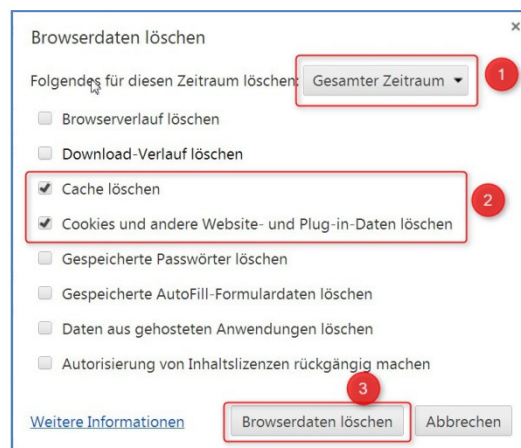 Browserdaten löschen
×
Folgendes für diesen Zeitraum löschen: Gesamter Zeitraum
1
Browserverlauf löschen
Download-Verlauf löschen
Cache löschen
2
Cookies und andere Website- und Plug-in-Daten löschen
Gespeicherte Passwörter löschen
Gespeicherte AutoFill-Formulardaten löschen
Daten aus gehosteten Anwendungen löschen
Autorisierung von Inhaltslizenzen rückgängig machen
3
Weitere Informationen Browserdaten löschen Abbrechen